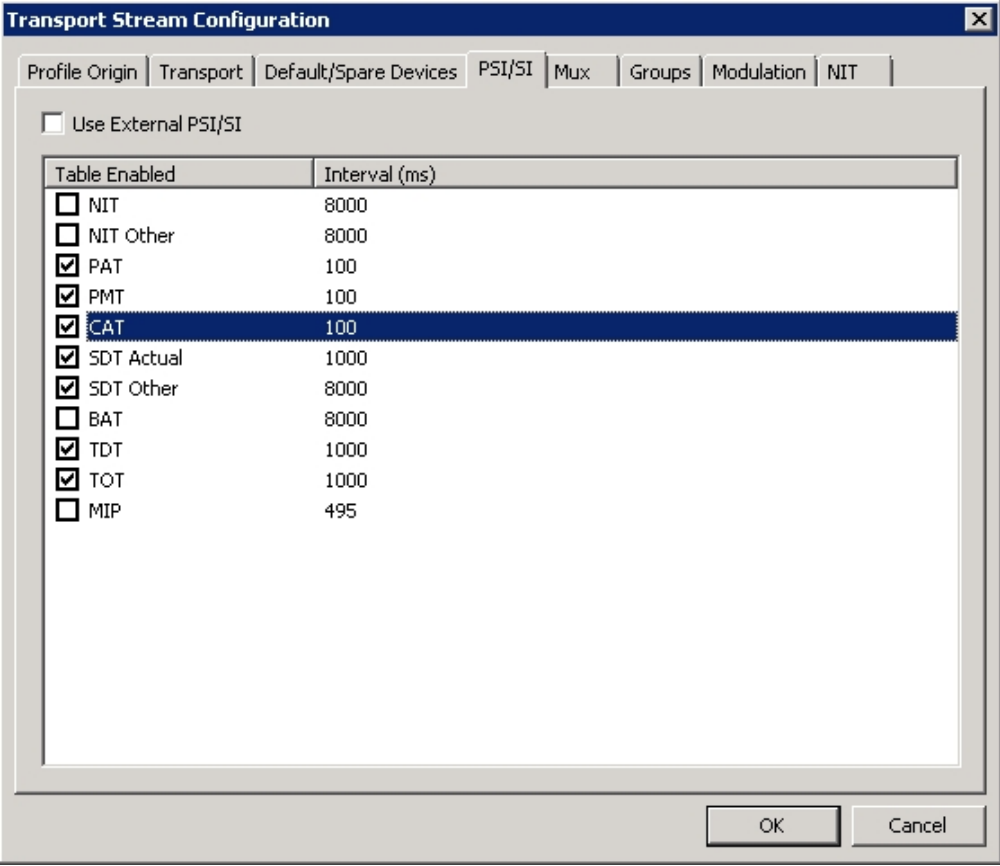 Transport Stream Configuration
Profile Origin Transport Default/Spare Devices PSI/SI Mux Groups Modulation NIT
Use External PSI/SI
Table Enabled Interval (ms)
NIT 8000
NIT Other 8000
PAT 100
PMT 100
CAT 100
SDT Actual 1000
SDT Other 8000
BAT 8000
TDT 1000
TOT 1000
MIP 495
OK Cancel